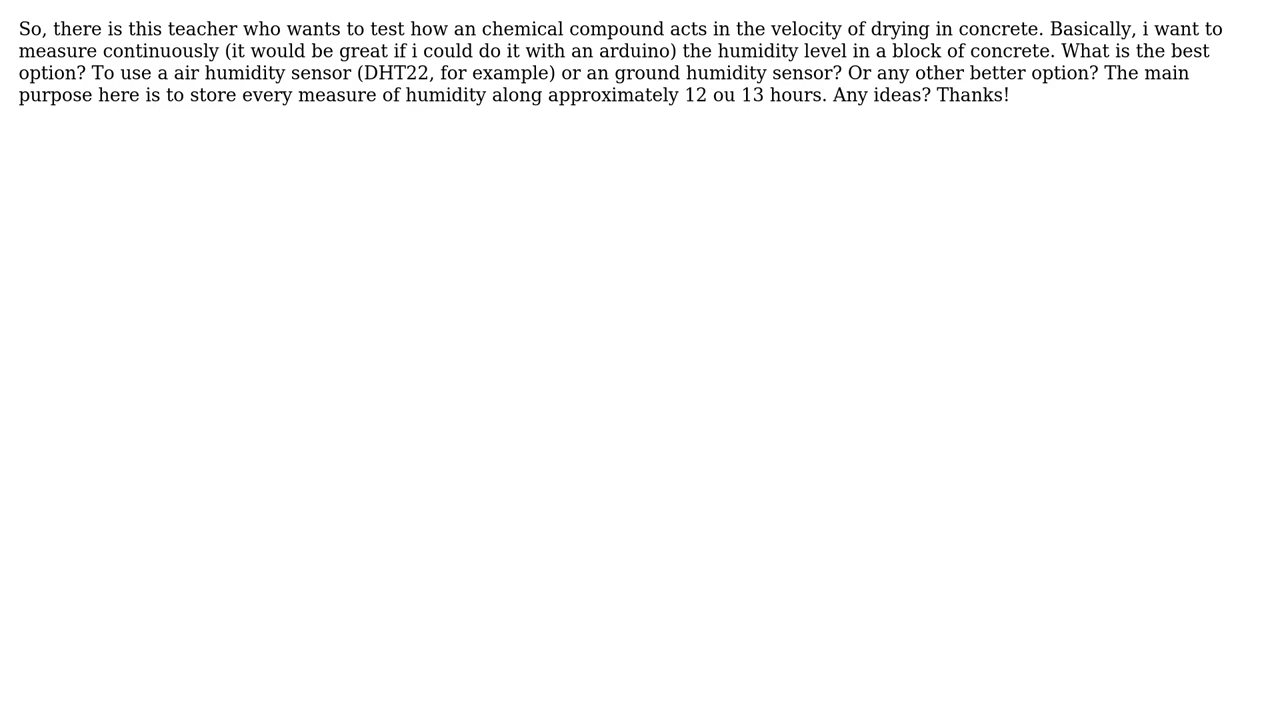 So, there is this teacher who wants to test how an chemical compound acts in the velocity of drying in concrete. Basically, i want to
measure continuously (it would be great if i could do it with an arduino) the humidity level in a block of concrete. What is the best
option? To use a air humidity sensor (DHT22, for example) or an ground humidity sensor? Or any other better option? The main
purpose here is to store every measure of humidity along approximately 12 ou 13 hours. Any ideas? Thanks!